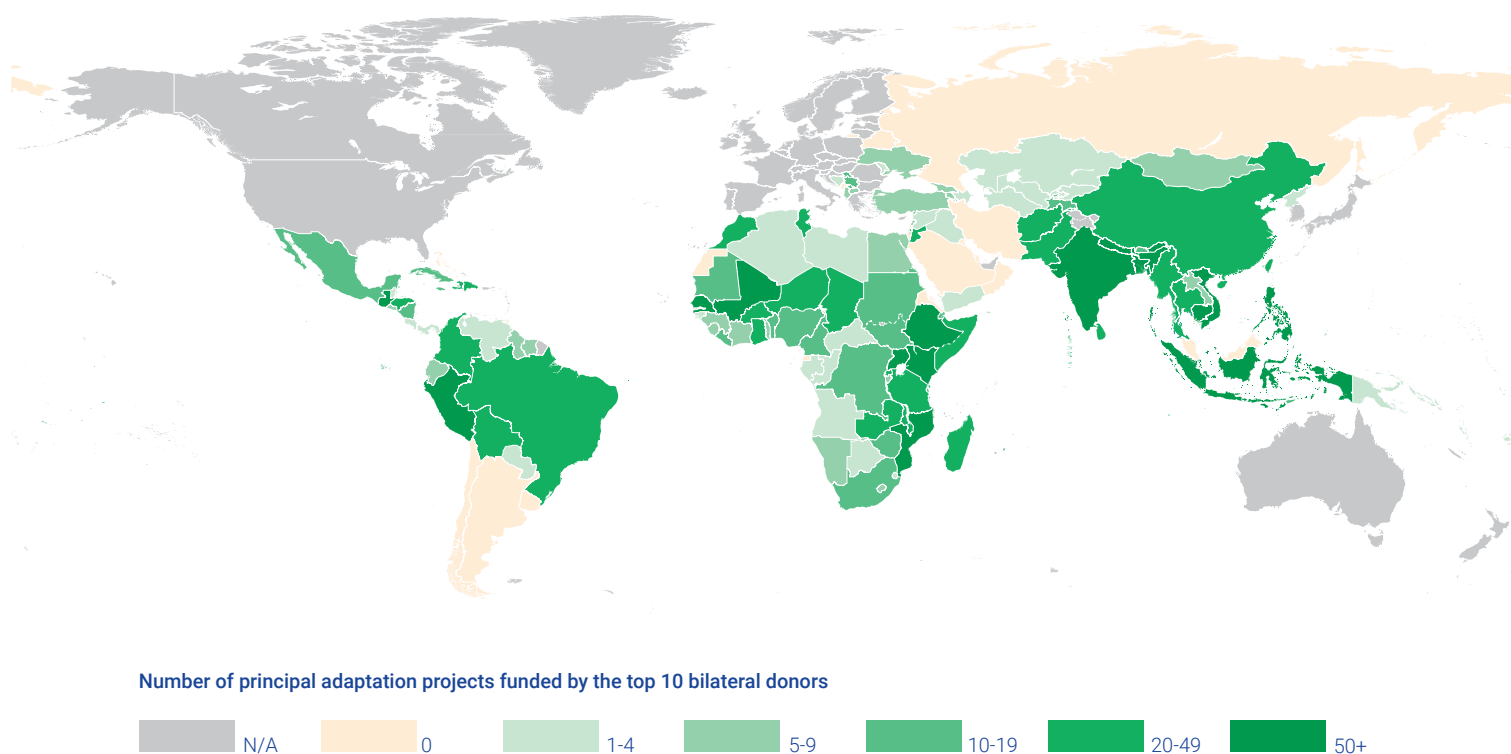 Number of principal adaptation projects funded by the top 10 bilateral donors
N/A 0 1-4 5-9 10-19 20-49 50+